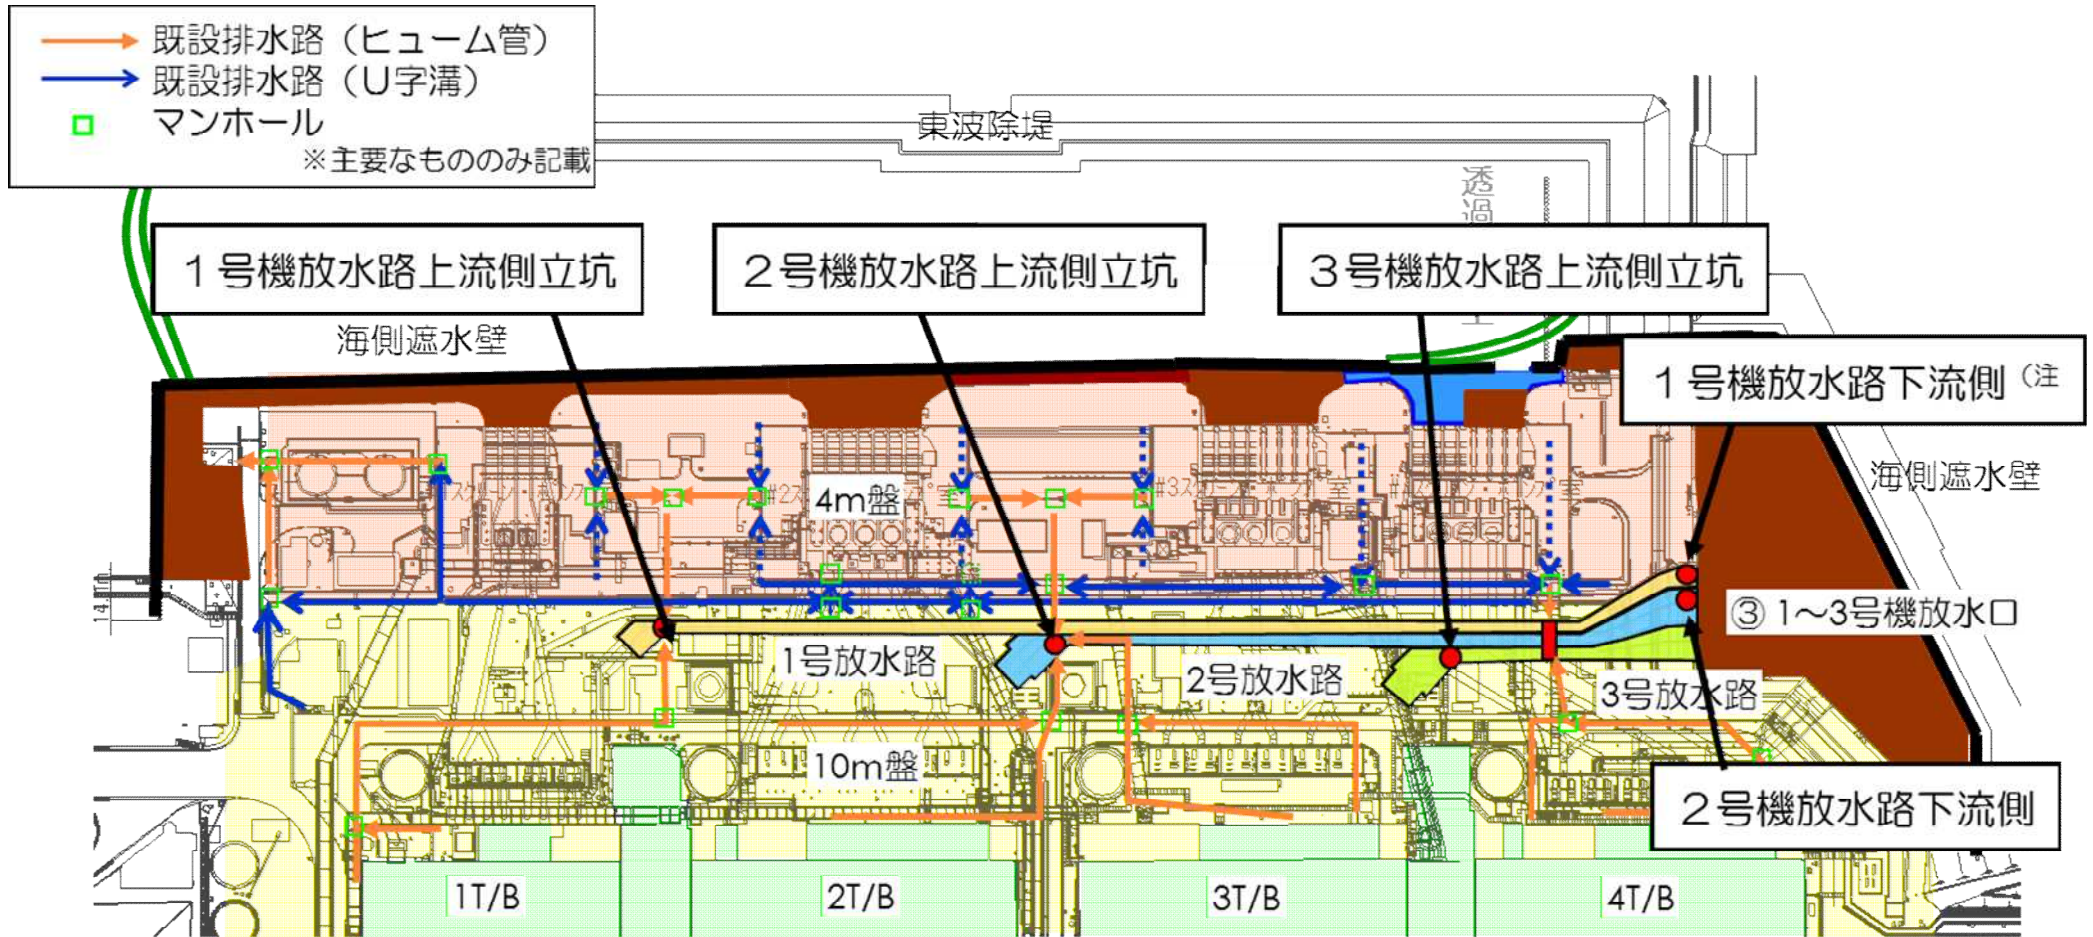 既設排水路（ヒューム管）
既設排水路（U字溝）
マンホール
※主要なもののみ記載
東波除堤
透過
1号機放水路上流側立坑
2号機放水路上流側立坑
3号機放水路上流側立坑
海側遮水壁
1号機放水路下流側（注
海側遮水壁
4m盤
③ 1～3号機放水口
1号放水路
2号放水路
3号放水路
10m盤
2号機放水路下流側
1T/B
2T/B
3T/B
4T/B